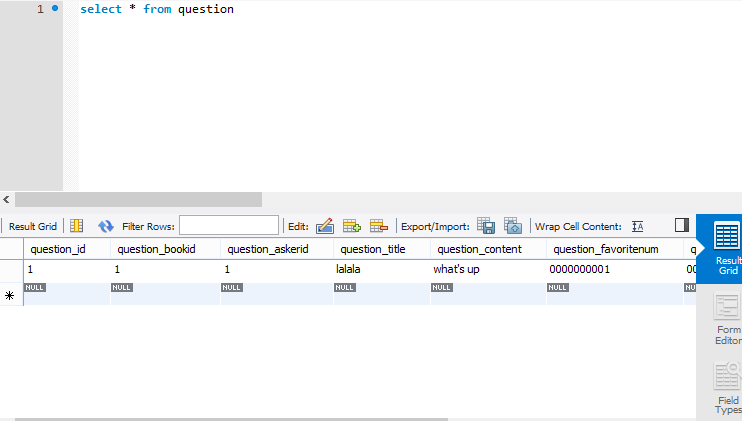 1 select * from question
Result Grid Filter Rows: Edit: Export/Import: Wrap Cell Content:
question_id question_bookid question_askerid question_title question_content question_favoritenum q
1 1 1 lalala what's up 0000000001 00
NULL NULL NULL NULL NULL NULL NU
Result
Grid
Form
Editor
Field
Types